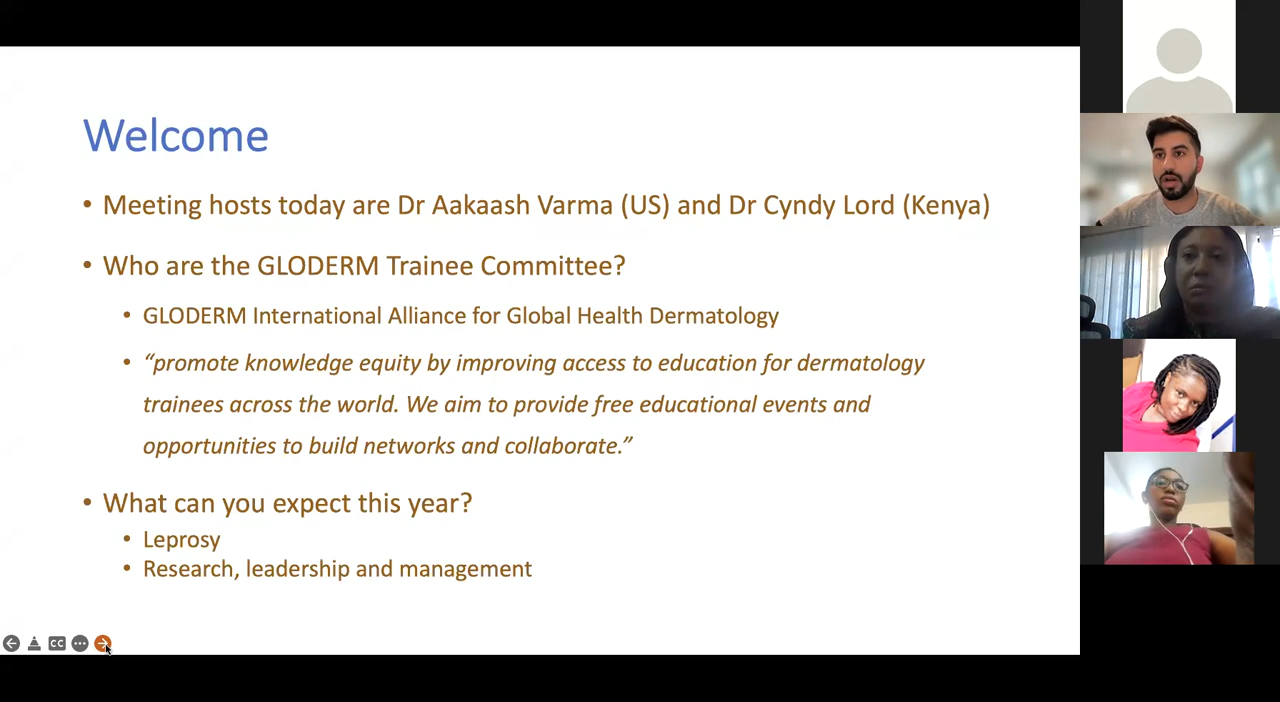 Welcome
• Meeting hosts today are Dr Aakaash Varma (US) and Dr Cyndy Lord (Kenya)
• Who are the GLODERM Trainee Committee?
• GLODERM International Alliance for Global Health Dermatology
• “promote knowledge equity by improving access to education for dermatology
trainees across the world. We aim to provide free educational events and
opportunities to build networks and collaborate.”
• What can you expect this year?
• Leprosy
• Research, leadership and management
CC